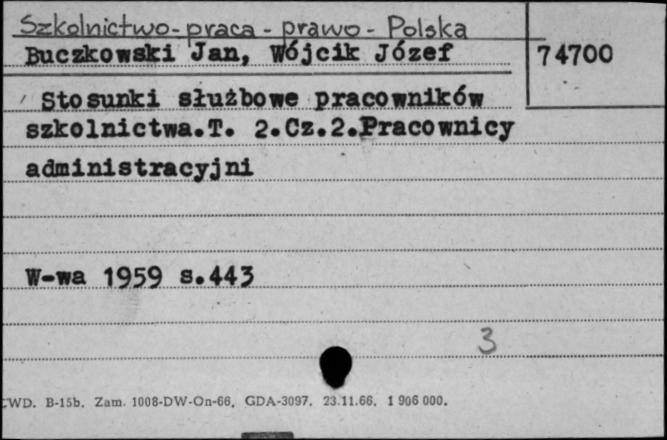 Szkolnictwo - praca - prawo - Polska
Buczkowski Jan, Wójcik Józef
74700
Stosunki służbowe pracowników
szkolnictwa.T. 2.Cz.2.Pracownicy
administracyjni
W-wa 1959 s.443
3
CWD. B-15b. Zam. 1008-DW-On-66. GDA-3097. 23.11.66. 1 906 000.